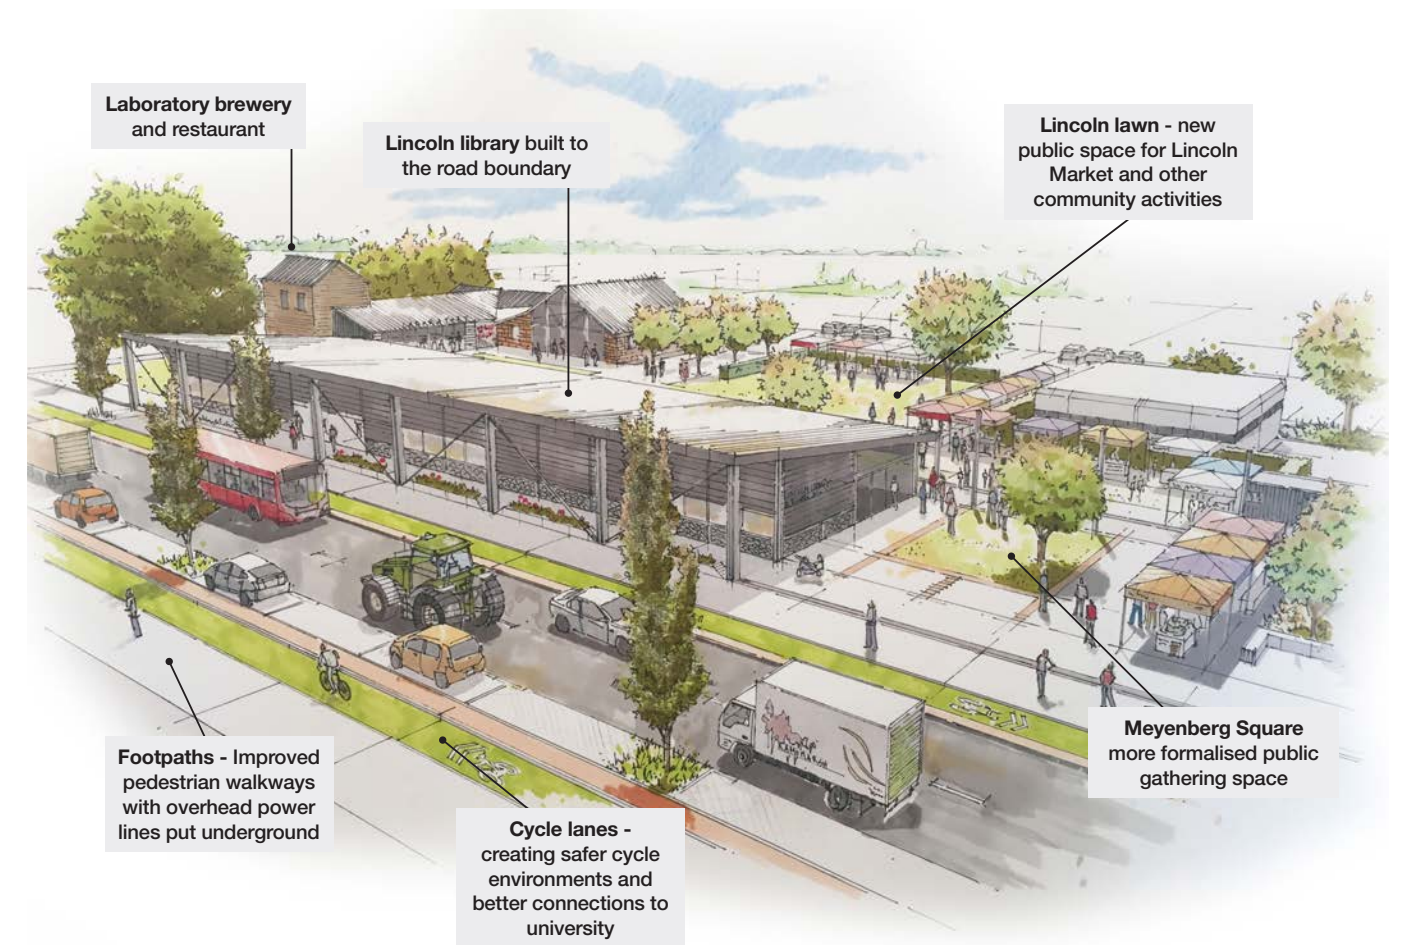 Laboratory brewery
and restaurant
Lincoln library built to
the road boundary
Lincoln lawn - new
public space for Lincoln
Market and other
community activities
Footpaths - Improved
pedestrian walkways
with overhead power
lines put underground
Cycle lanes -
creating safer cycle
environments and
better connections to
university
Meyenberg Square
more formalised public
gathering space